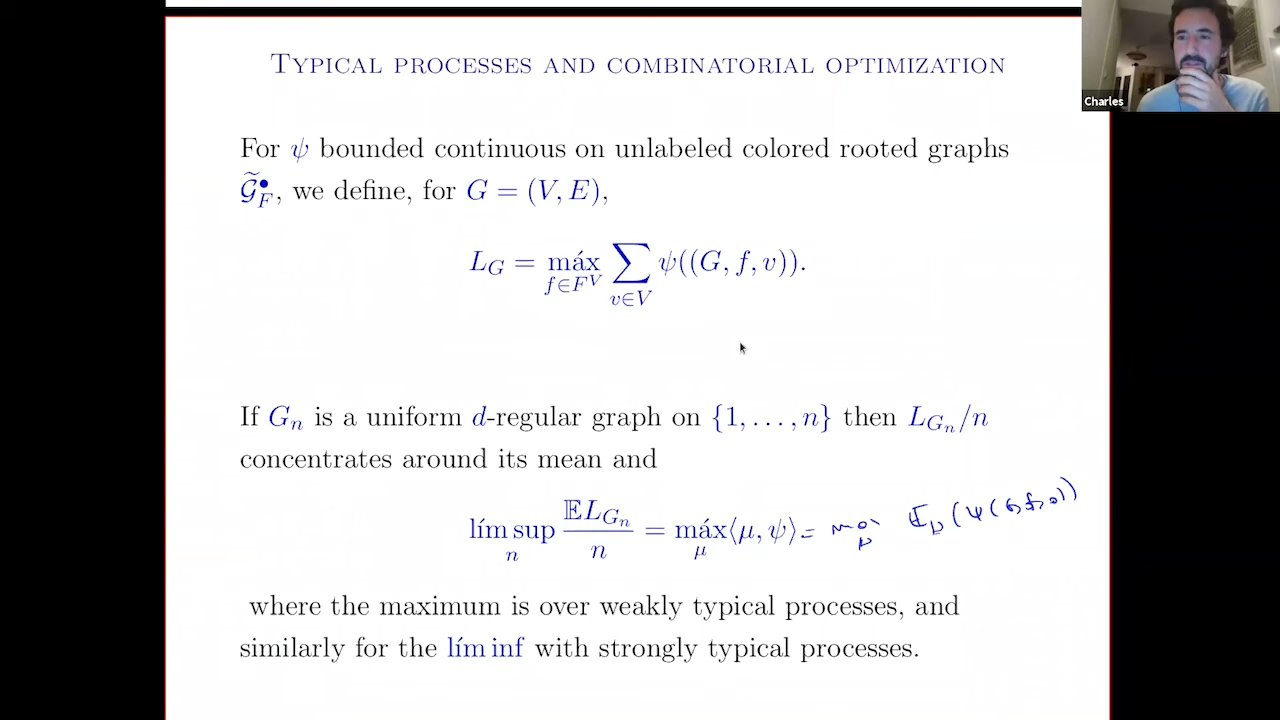 TYPICAL PROCESSES AND COMBINATORIAL OPTIMIZATION
Charles
For ψ bounded continuous on unlabeled colored rooted graphs
𝒢̃•_F, we define, for G = (V, E),
L_G = máx_{f∈F^V} ∑_{v∈V} ψ((G, f, v)).
If G_n is a uniform d-regular graph on {1, . . . , n} then L_{G_n}/n
concentrates around its mean and
lím sup_n 𝔼L_{G_n}/n = máx_μ⟨μ, ψ⟩ = max_μ 𝔼_μ(ψ(G,f,o))
where the maximum is over weakly typical processes, and
similarly for the lím inf with strongly typical processes.